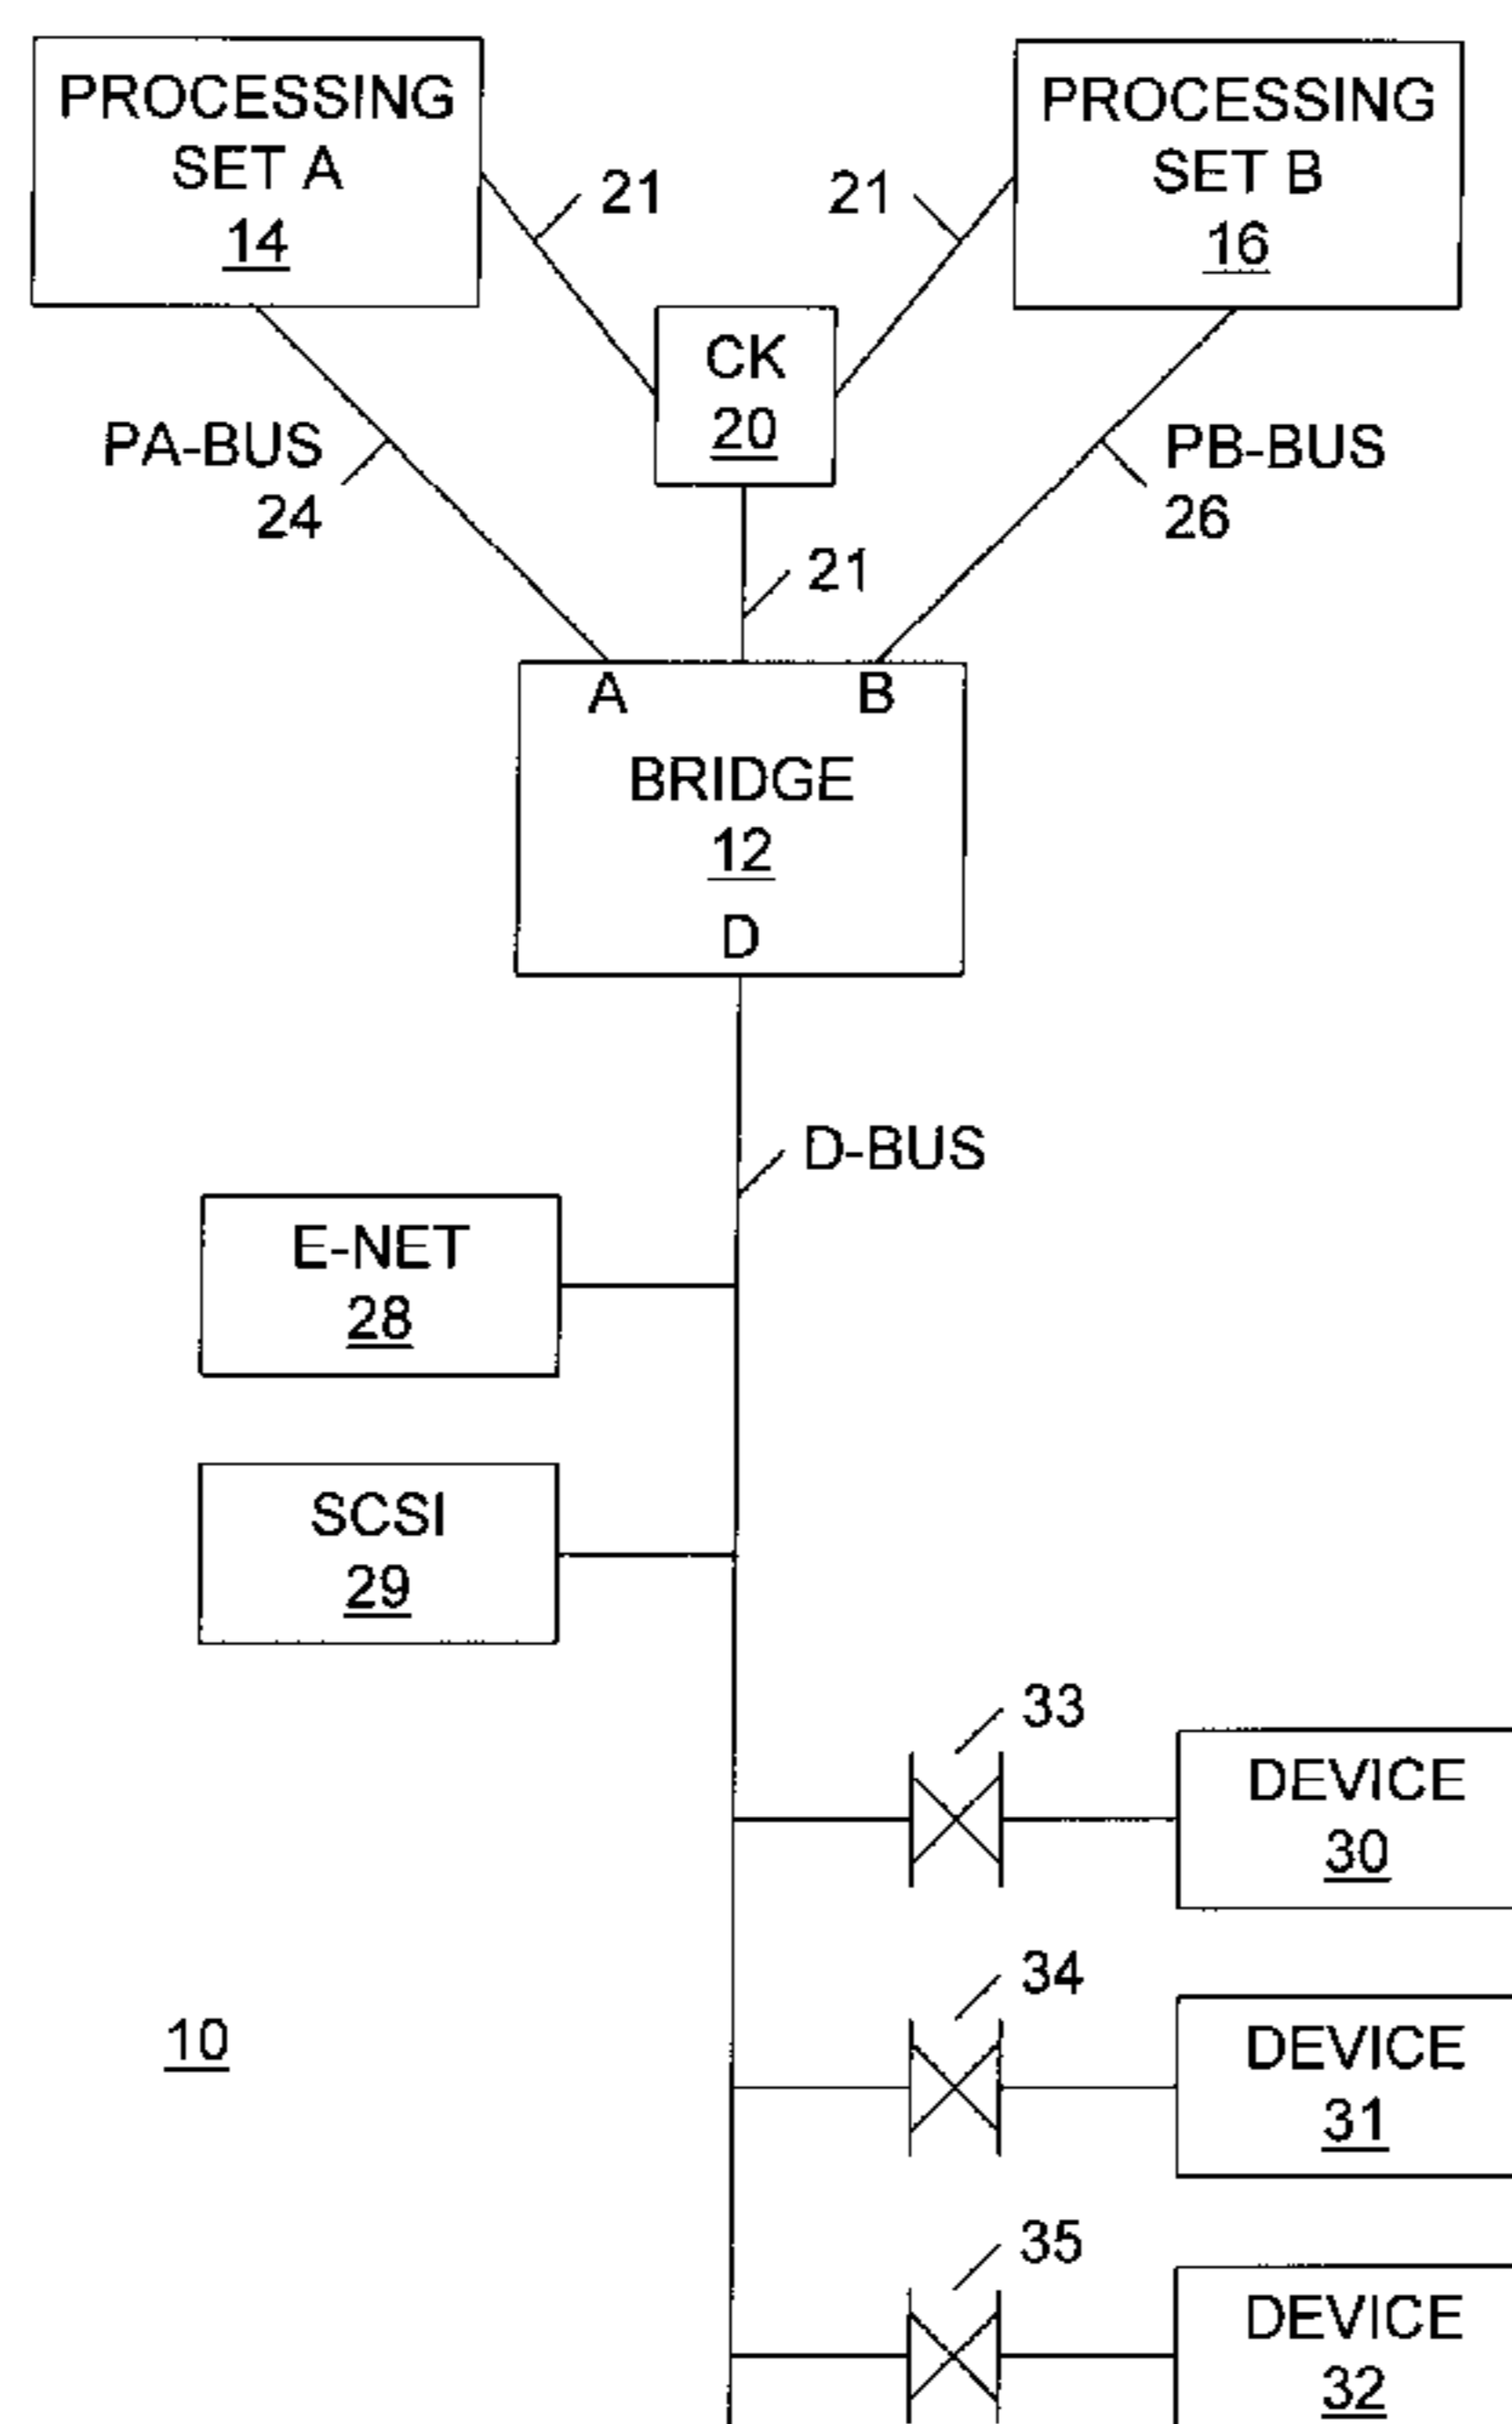 PROCESSING
SET A
14
PROCESSING
SET B
16
21
21
CK
20
PA-BUS
24
PB-BUS
26
21
A
B
BRIDGE
12
D
D-BUS
E-NET
28
SCSI
29
33
DEVICE
30
34
DEVICE
31
10
35
DEVICE
32